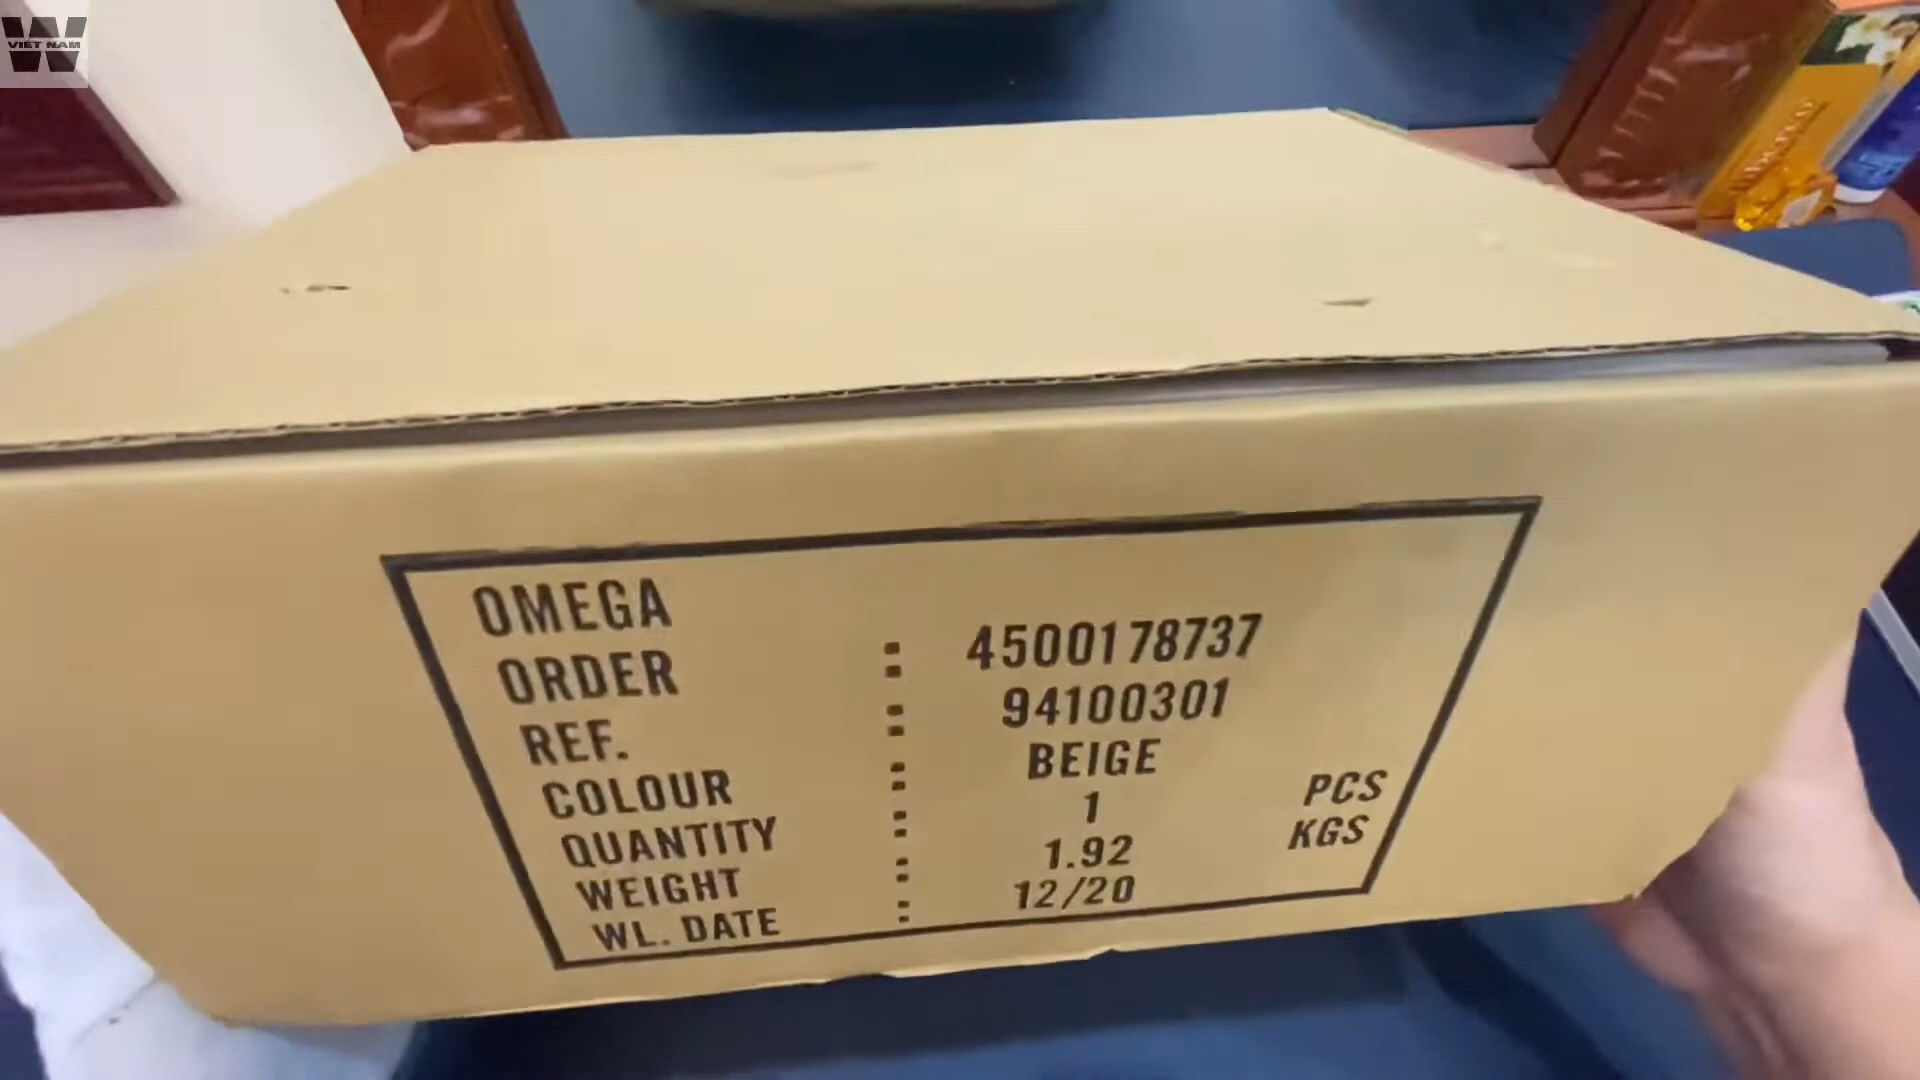 W
VIET NAM
OMEGA
ORDER : 4500178737
REF. : 94100301
COLOUR : BEIGE
QUANTITY : 1 PCS
WEIGHT : 1.92 KGS
WL. DATE : 12/20